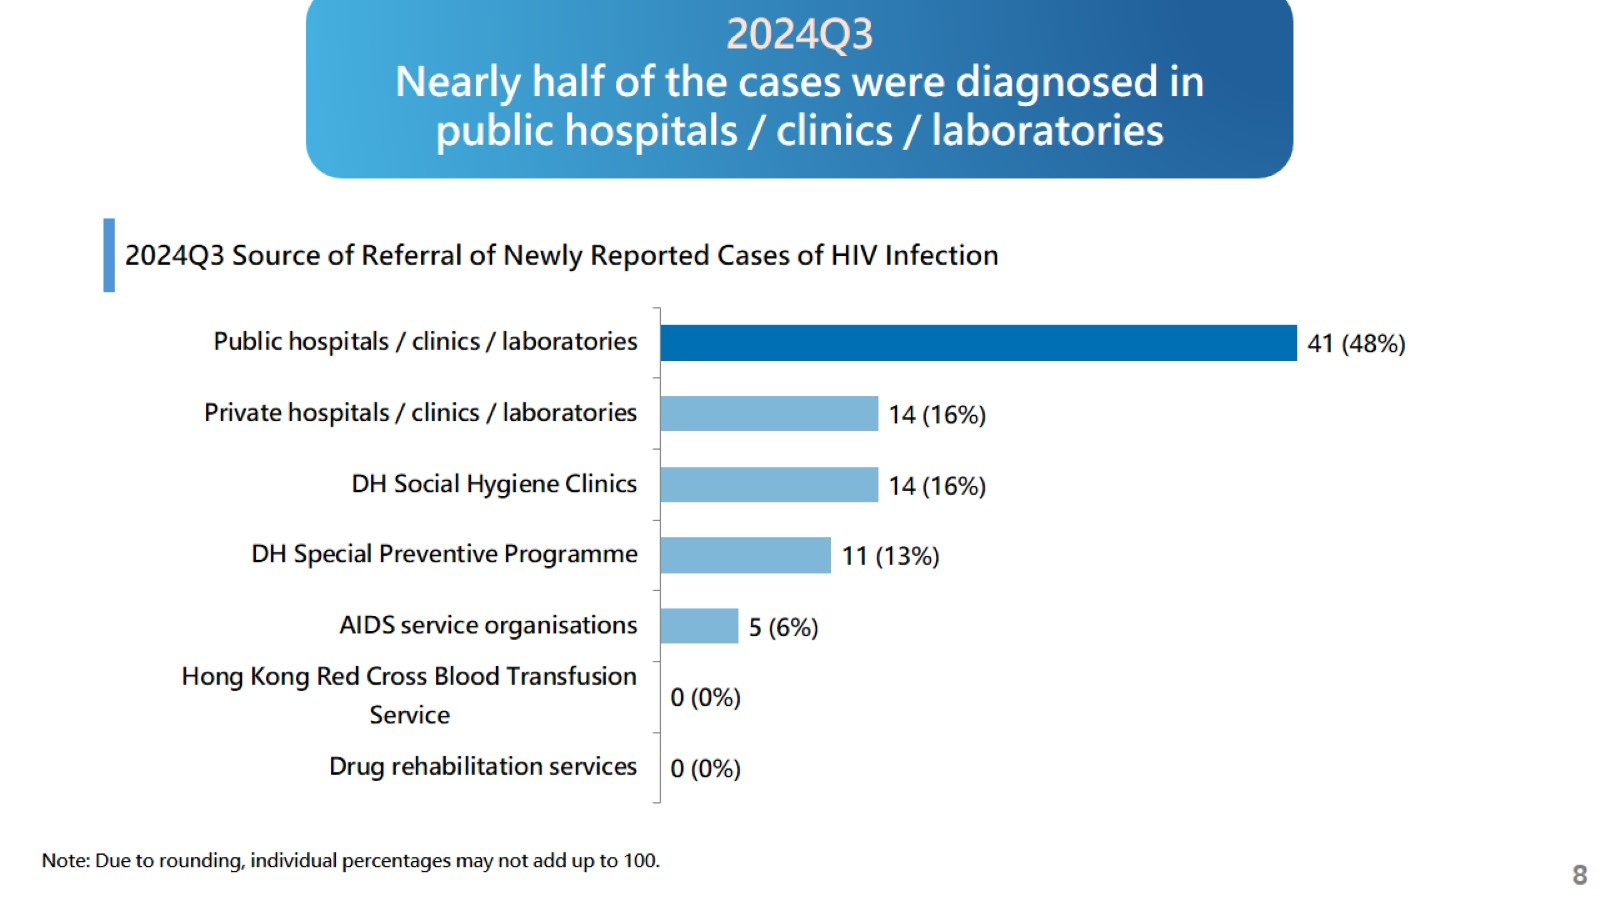 2024Q3
Nearly half of the cases were diagnosed in
public hospitals / clinics / laboratories
2024Q3 Source of Referral of Newly Reported Cases of HIV Infection
Public hospitals / clinics / laboratories 41 (48%)
Private hospitals / clinics / laboratories 14 (16%)
DH Social Hygiene Clinics 14 (16%)
DH Special Preventive Programme 11 (13%)
AIDS service organisations 5 (6%)
Hong Kong Red Cross Blood Transfusion
Service 0 (0%)
Drug rehabilitation services 0 (0%)
Note: Due to rounding, individual percentages may not add up to 100.
8